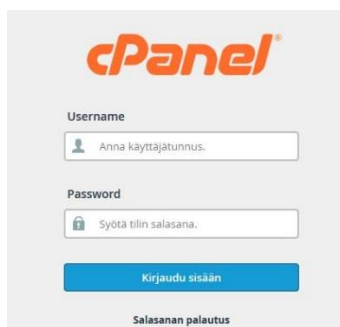 cPanel®
Username
Anna käyttäjätunnus.
Password
Syötä tilin salasana.
Kirjaudu sisään
Salasanan palautus